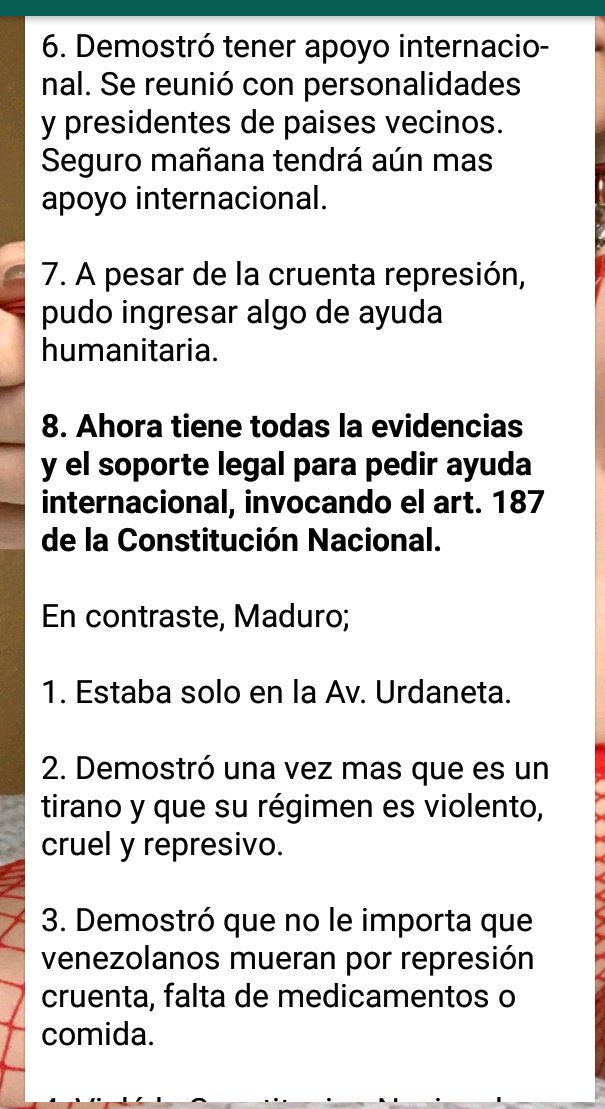 6. Demostró tener apoyo internacio-
nal. Se reunió con personalidades
y presidentes de paises vecinos.
Seguro mañana tendrá aún mas
apoyo internacional.
7. A pesar de la cruenta represión,
pudo ingresar algo de ayuda
humanitaria.
8. Ahora tiene todas la evidencias
y el soporte legal para pedir ayuda
internacional, invocando el art. 187
de la Constitución Nacional.
En contraste, Maduro;
1. Estaba solo en la Av. Urdaneta.
2. Demostró una vez mas que es un
tirano y que su régimen es violento,
cruel y represivo.
3. Demostró que no le importa que
venezolanos mueran por represión
cruenta, falta de medicamentos o
comida.